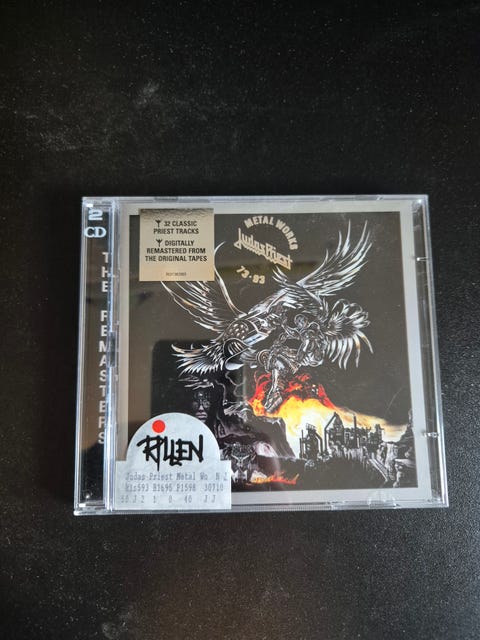 2
CD
THE REMASTERS
32 CLASSIC
PRIEST TRACKS
DIGITALLY
REMASTERED FROM
THE ORIGINAL TAPES
METAL WORKS
Judas Priest
'73-'93
RILLEN
Judas Priest Metal Wo